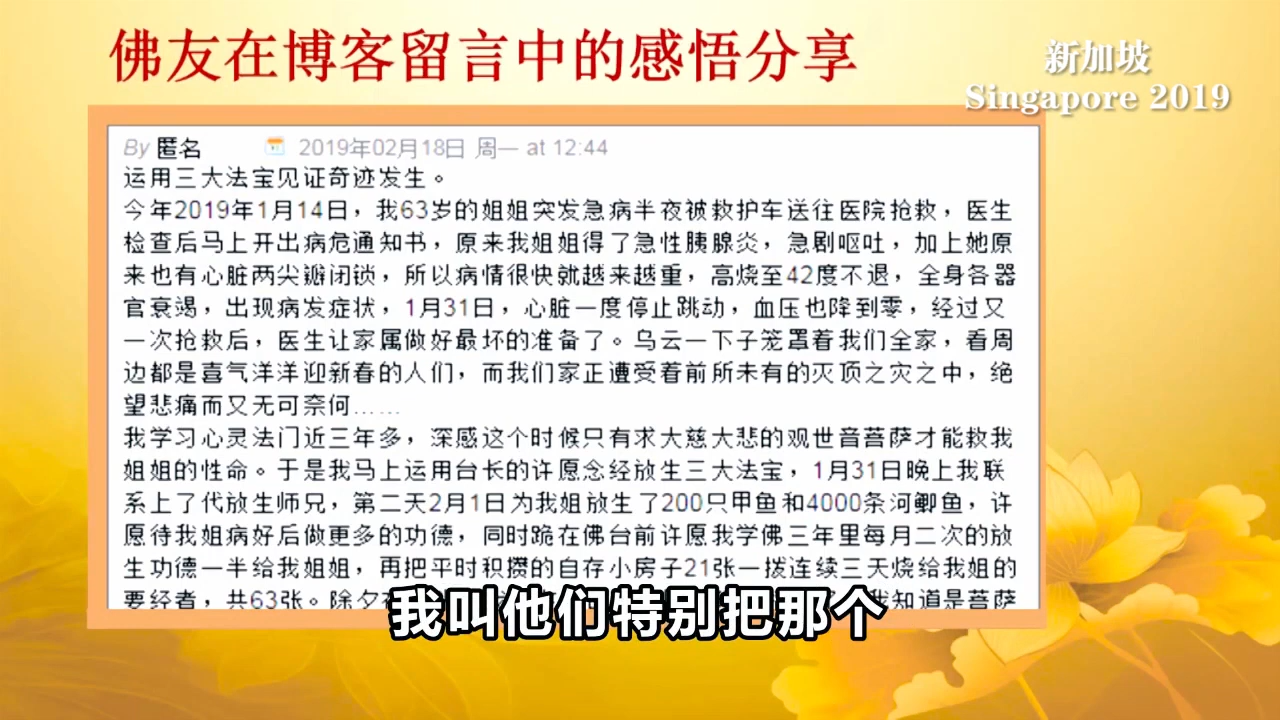 佛友在博客留言中的感悟分享
新加坡
Singapore 2019
By 匿名 2019年02月18日 周一 at 12:44
运用三大法宝见证奇迹发生。
今年2019年1月14日，我63岁的姐姐突发急病半夜被救护车送往医院抢救，医生
检查后马上开出病危通知书，原来我姐姐得了急性胰腺炎，急剧呕吐，加上她原
来也有心脏两尖瓣闭锁，所以病情很快就越来越重，高烧至42度不退，全身各器
官衰竭，出现病发症状，1月31日，心脏一度停止跳动，血压也降到零，经过又
一次抢救后，医生让家属做好最坏的准备了。乌云一下子笼罩着我们全家，看周
边都是喜气洋洋迎新春的人们，而我们家正遭受着前所未有的灭顶之灾之中，绝
望悲痛而又无可奈何……
我学习心灵法门近三年多，深感这个时候只有求大慈大悲的观世音菩萨才能救我
姐姐的性命。于是我马上运用台长的许愿念经放生三大法宝，1月31日晚上我联
系上了代放生师兄，第二天2月1日为我姐放生了200只甲鱼和4000条河鲫鱼，许
愿待我姐病好后做更多的功德，同时跪在佛台前许愿我学佛三年里每月二次的放
生功德一半给我姐姐，再把平时积攒的自存小房子21张一拨连续三天烧给我姐的
要经者，共63张。除夕 我知道是菩萨
我叫他们特别把那个